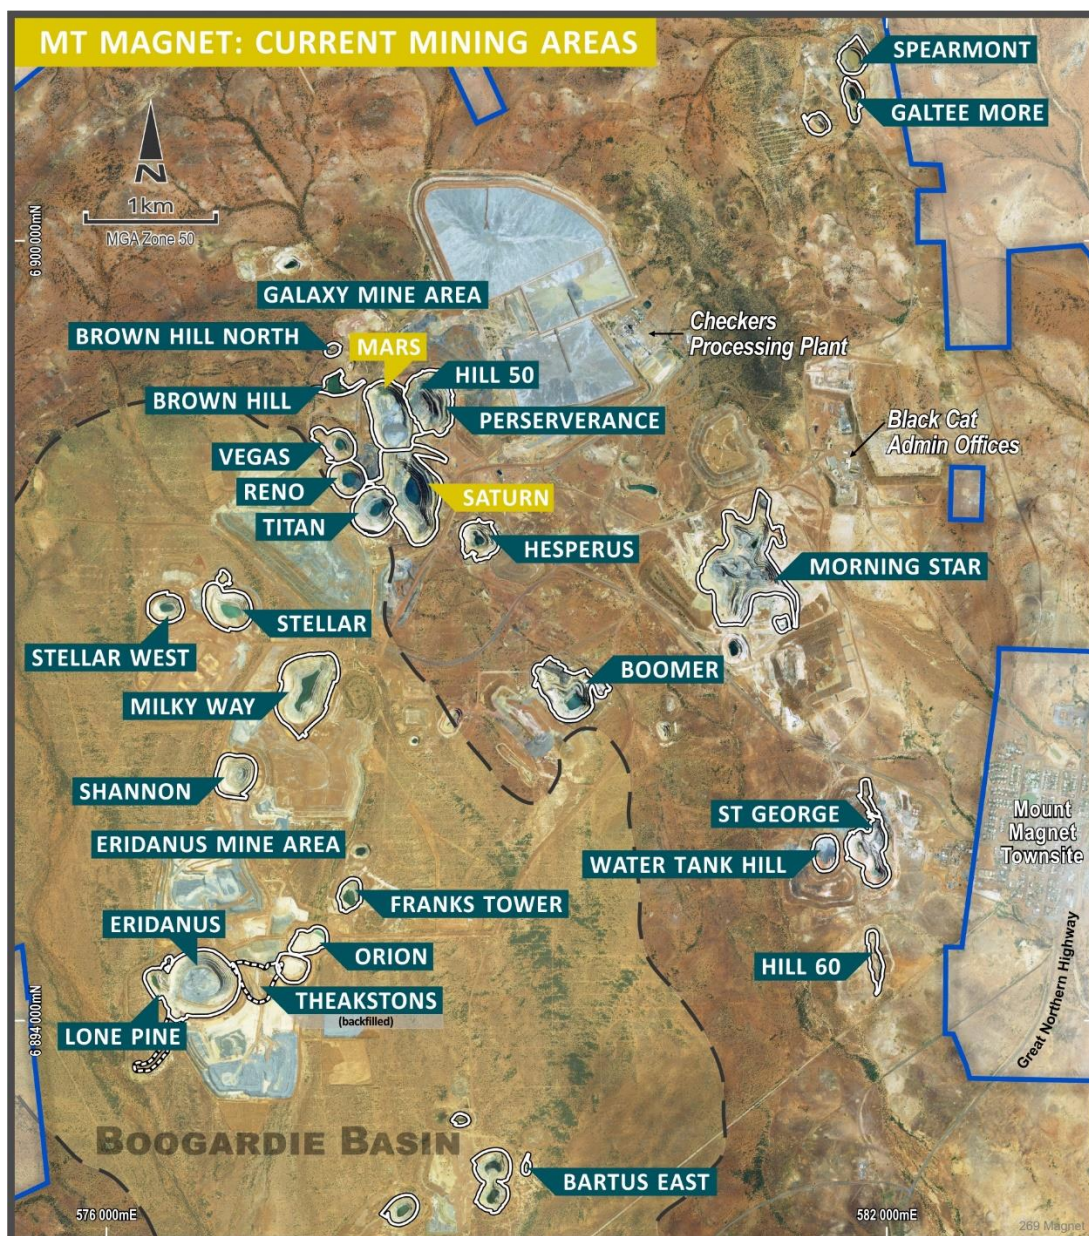 MT MAGNET: CURRENT MINING AREAS
SPEARMONT
GALTEE MORE
N
1km
MGA Zone 50
6 900 000mN
GALAXY MINE AREA
BROWN HILL NORTH
MARS
Checkers
Processing Plant
HILL 50
BROWN HILL
PERSERVERANCE
Black Cat
Admin Offices
VEGAS
RENO
SATURN
TITAN
HESPERUS
MORNING STAR
STELLAR
STELLAR WEST
BOOMER
MILKY WAY
SHANNON
ST GEORGE
Mount
Magnet
Townsite
ERIDANUS MINE AREA
WATER TANK HILL
FRANKS TOWER
ERIDANUS
ORION
HILL 60
THEAKSTONS
(backfilled)
LONE PINE
6 894 000mN
Great Northern Highway
BOOGARDIE BASIN
BARTUS EAST
576 000mE
582 000mE
269 Magnet